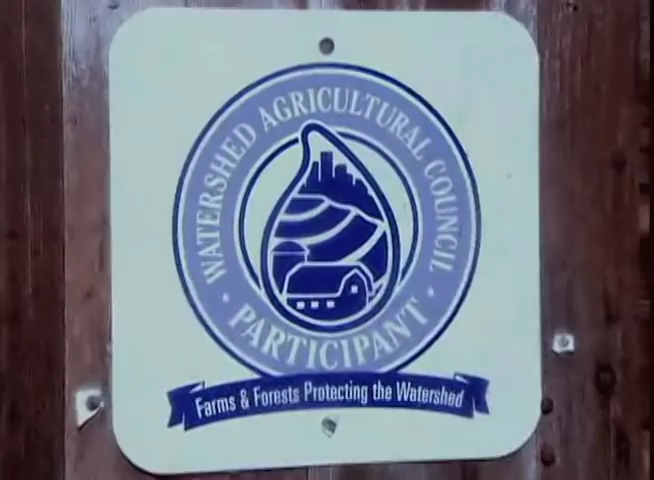 WATERSHED AGRICULTURAL COUNCIL
• PARTICIPANT •
Farms & Forests Protecting the Watershed